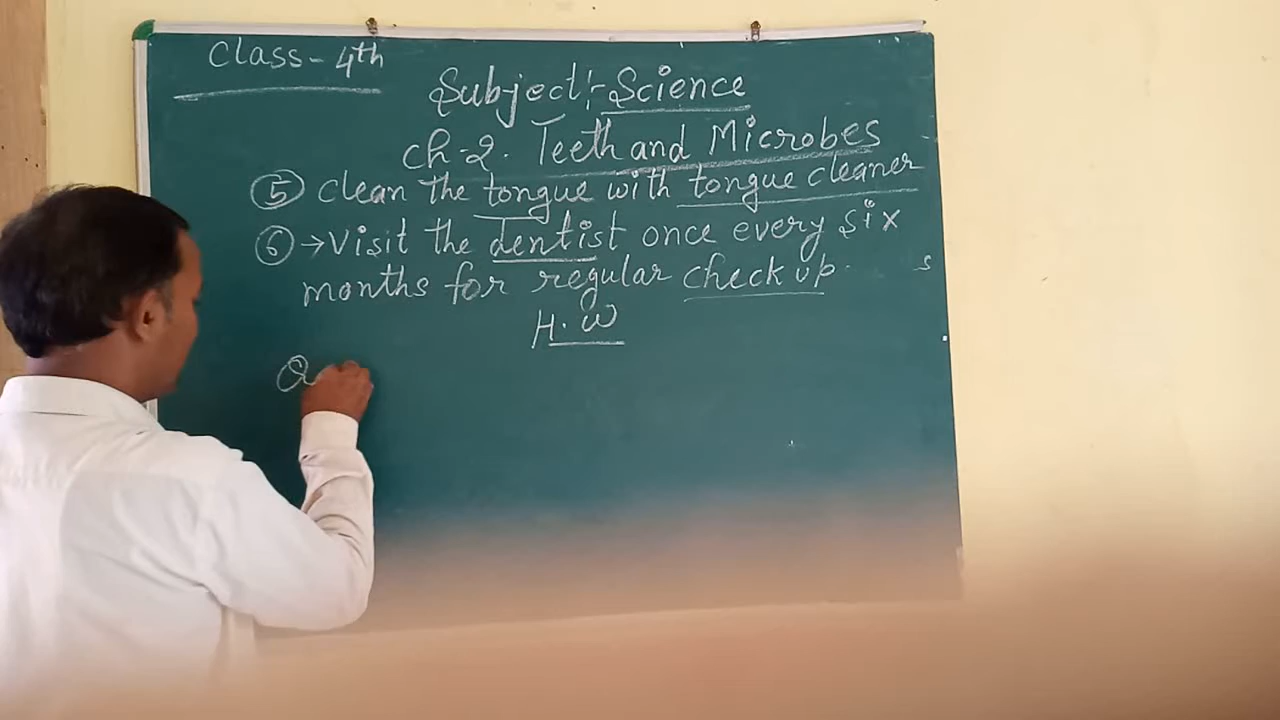 Class - 4th
Subject:- Science
Ch-2. Teeth and Microbes
⑤ Clean the tongue with tongue cleaner
⑥ → Visit the dentist once every six
months for regular check up.
s
H.W
Q